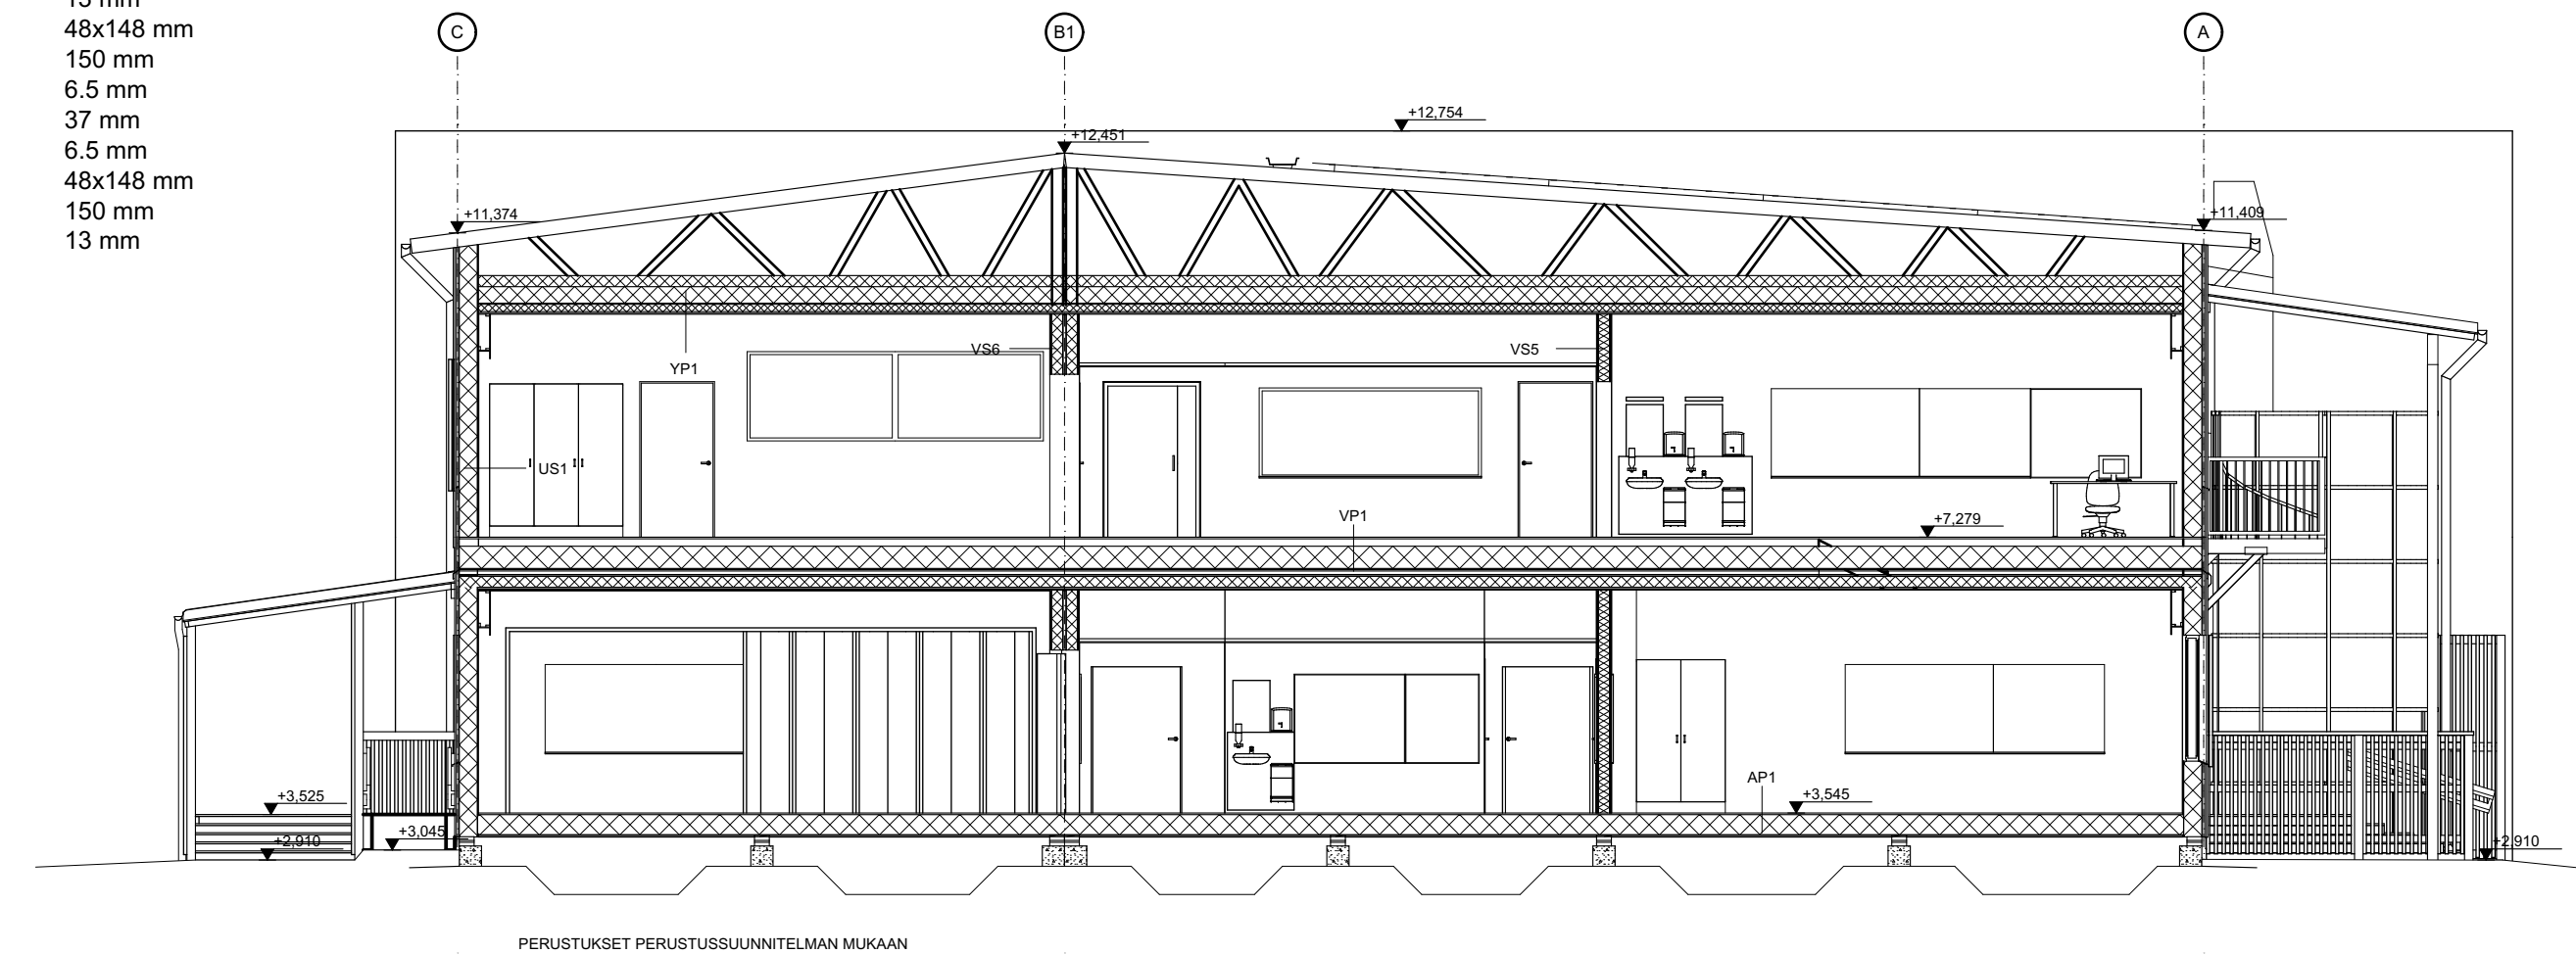 13 mm
48x148 mm
150 mm
6.5 mm
37 mm
6.5 mm
48x148 mm
150 mm
13 mm
C
B1
A
+12,754
+12,451
+11,374
+11,409
VS6
VS5
YP1
US1
VP1
+7,279
AP1
+3,525
+3,545
+3,045
+2,910
+2,910
PERUSTUKSET PERUSTUSSUUNNITELMAN MUKAAN